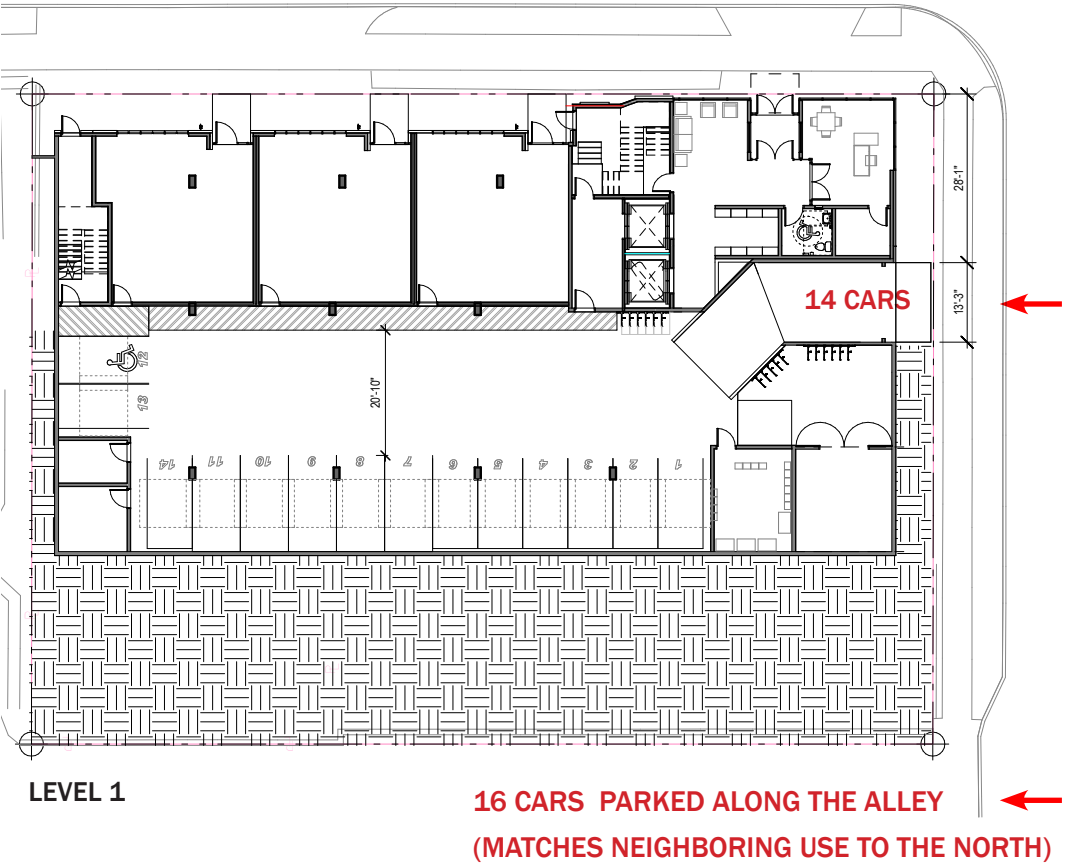 28'-1"
14 CARS
13'-3"
12
20'-10"
13
14 11 10 9 8 7 6 5 4 3 2 1
LEVEL 1
16 CARS PARKED ALONG THE ALLEY
(MATCHES NEIGHBORING USE TO THE NORTH)